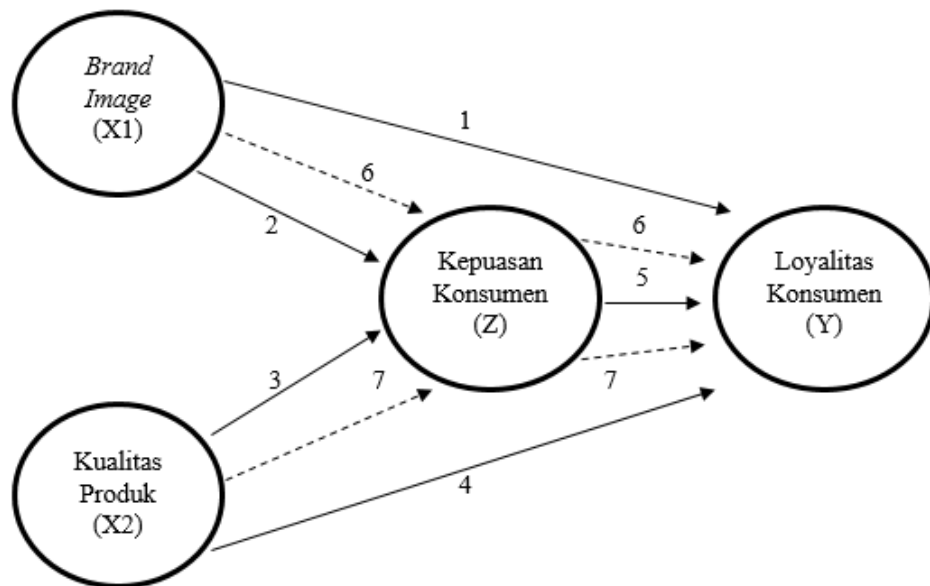 Brand
Image
(X1)
1
6
2
6
Kepuasan
Konsumen
(Z)
5
Loyalitas
Konsumen
(Y)
3
7
7
Kualitas
Produk
(X2)
4